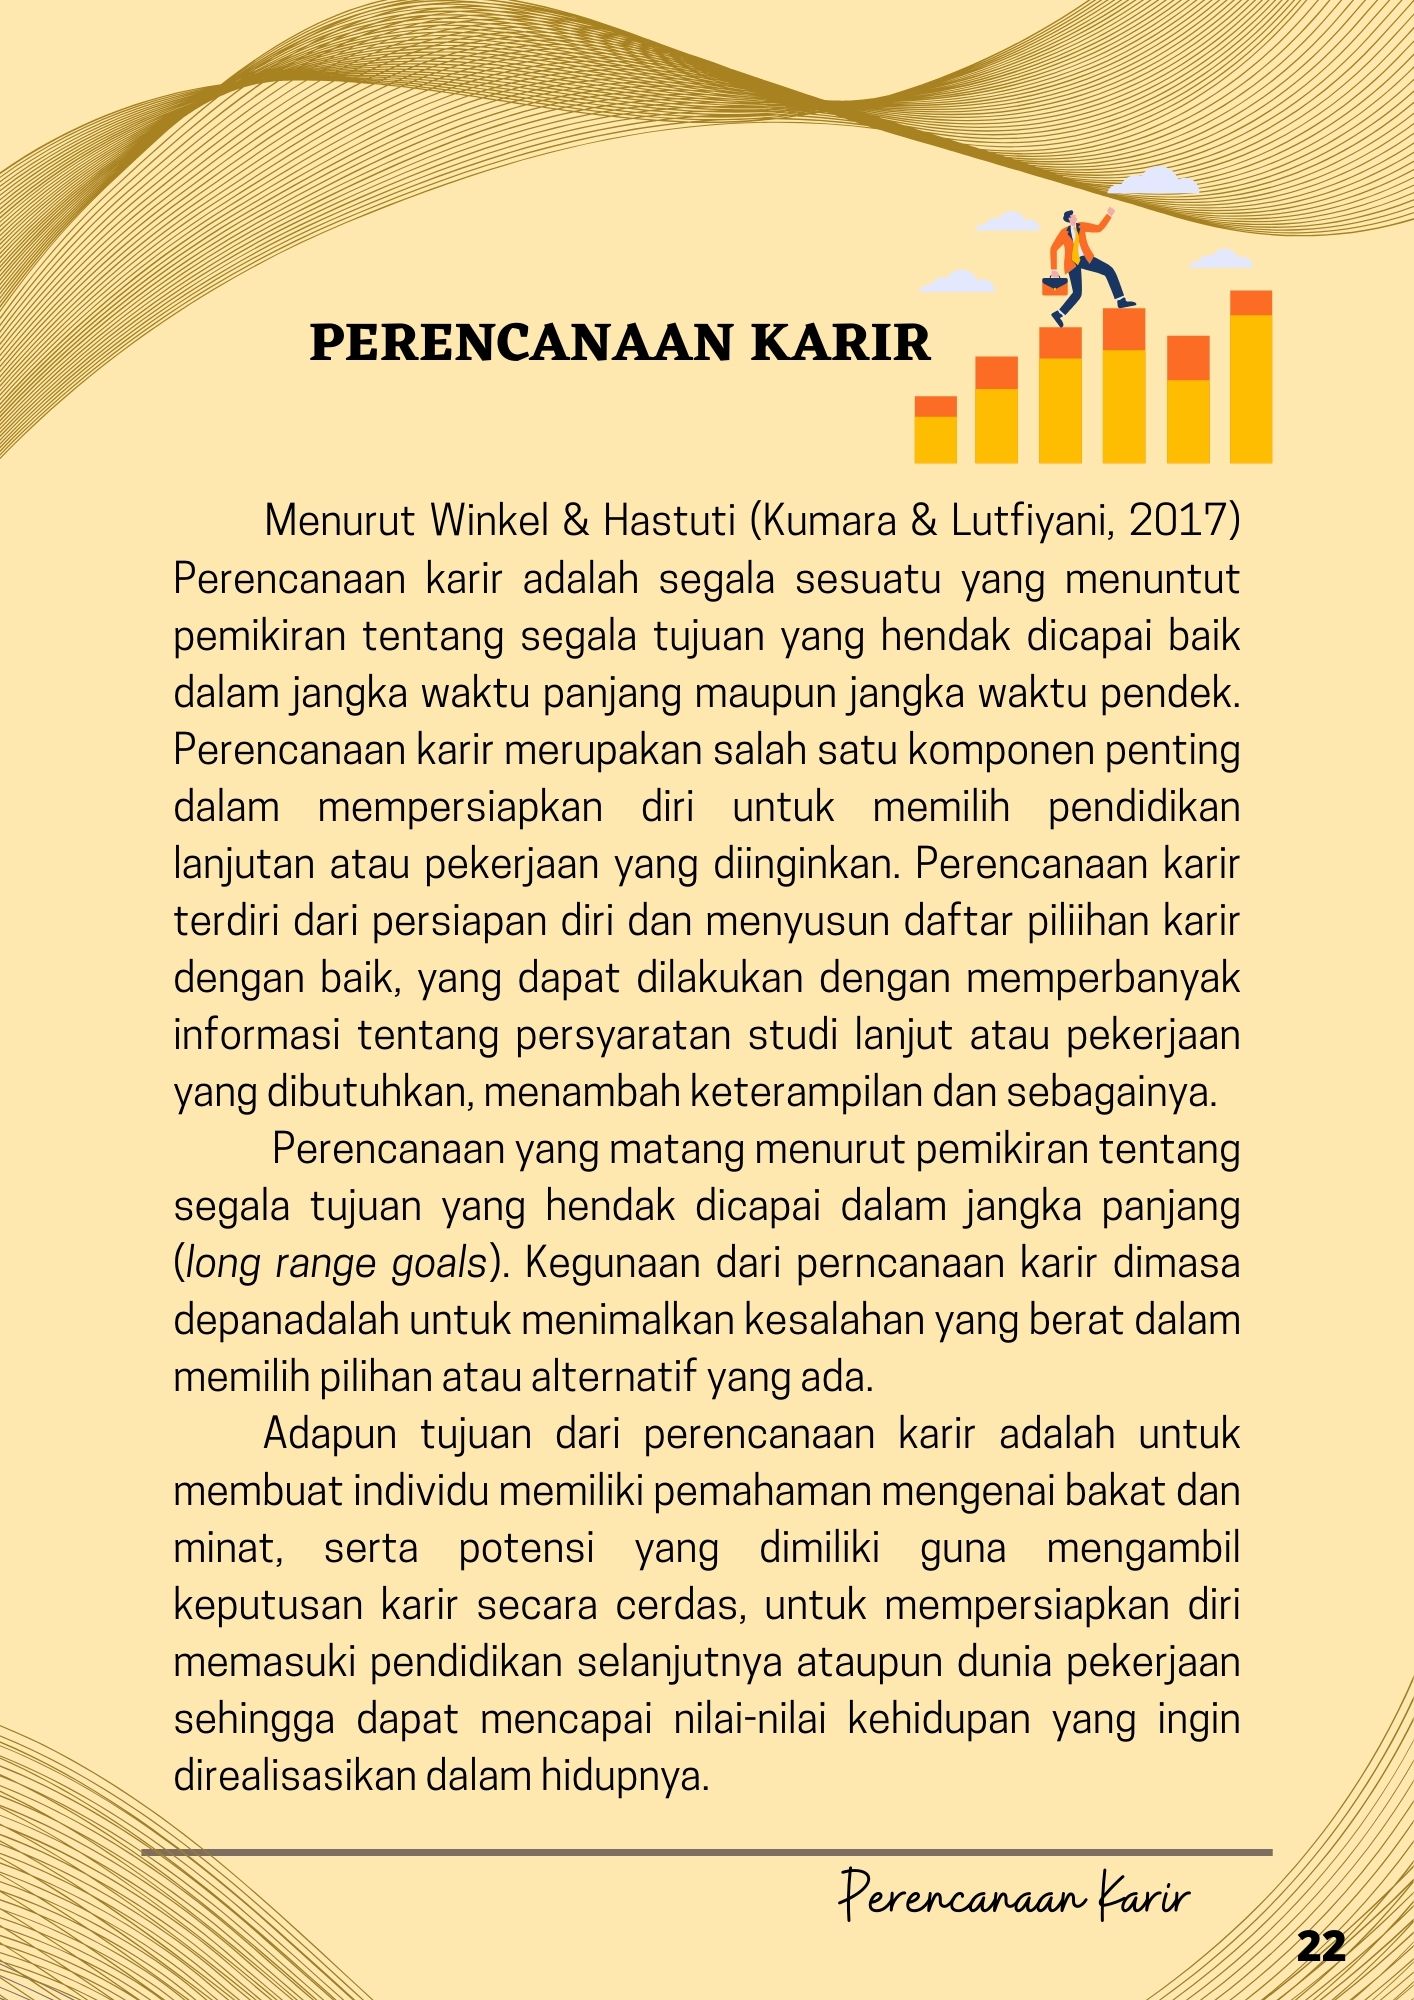 PERENCANAAN KARIR
Menurut Winkel & Hastuti (Kumara & Lutfiyani, 2017)
Perencanaan karir adalah segala sesuatu yang menuntut
pemikiran tentang segala tujuan yang hendak dicapai baik
dalam jangka waktu panjang maupun jangka waktu pendek.
Perencanaan karir merupakan salah satu komponen penting
dalam mempersiapkan diri untuk memilih pendidikan
lanjutan atau pekerjaan yang diinginkan. Perencanaan karir
terdiri dari persiapan diri dan menyusun daftar piliihan karir
dengan baik, yang dapat dilakukan dengan memperbanyak
informasi tentang persyaratan studi lanjut atau pekerjaan
yang dibutuhkan, menambah keterampilan dan sebagainya.
Perencanaan yang matang menurut pemikiran tentang
segala tujuan yang hendak dicapai dalam jangka panjang
(long range goals). Kegunaan dari perncanaan karir dimasa
depanadalah untuk menimalkan kesalahan yang berat dalam
memilih pilihan atau alternatif yang ada.
Adapun tujuan dari perencanaan karir adalah untuk
membuat individu memiliki pemahaman mengenai bakat dan
minat, serta potensi yang dimiliki guna mengambil
keputusan karir secara cerdas, untuk mempersiapkan diri
memasuki pendidikan selanjutnya ataupun dunia pekerjaan
sehingga dapat mencapai nilai-nilai kehidupan yang ingin
direalisasikan dalam hidupnya.
Perencanaan Karir
22